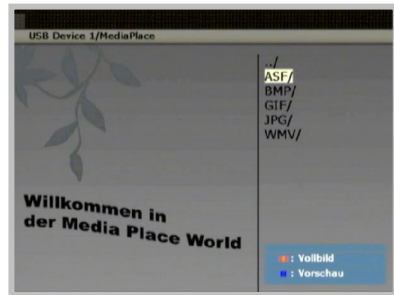 USB Device 1/MediaPlace
../
ASF/
BMP/
GIF/
JPG/
WMV/
Willkommen in
der Media Place World
: Vollbild
: Vorschau